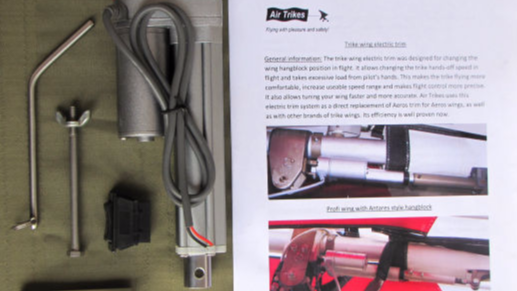 Air Trikes
Flying with pleasure and safety!
Trike wing electric trim
General information: The trike wing electric trim was designed for changing the
wing hangblock position in flight. It allows changing the trike hands-off speed in
flight and takes excessive load from pilot's hands. This makes the trike flying more
comfortable, increase useable speed range and makes flight control more precise.
It also allows tuning your wing faster and more accurate. Air Trikes uses this
electric trim system as a direct replacement of Aeros trim for Aeros wings, as well
as with other brands of trike wings. Its efficiency is well proven now.
Profi wing with Antares style hangblock